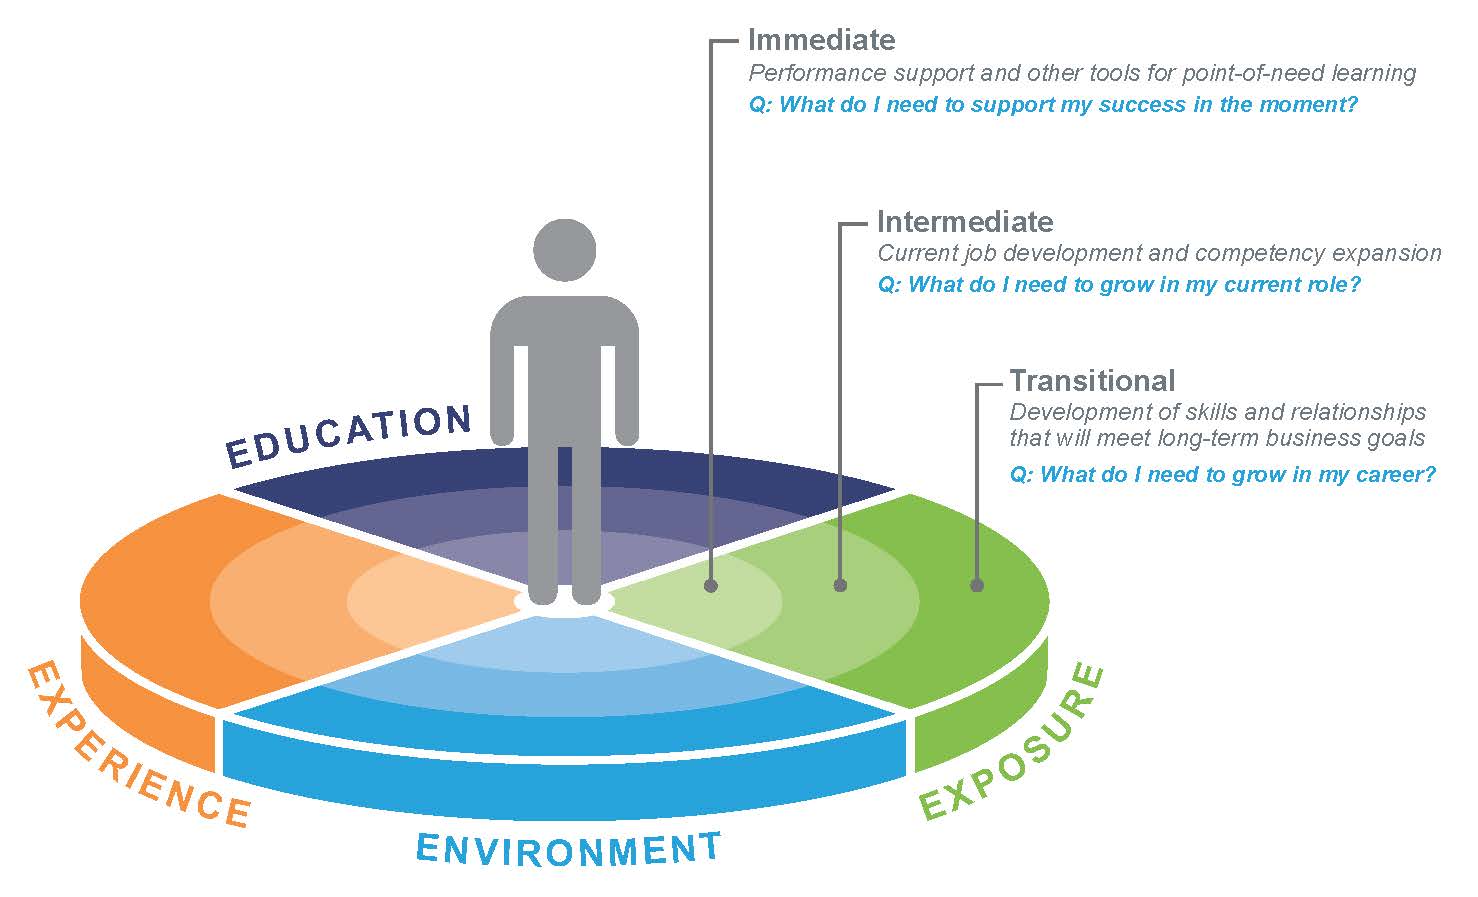 Immediate
Performance support and other tools for point-of-need learning
Q: What do I need to support my success in the moment?
Intermediate
Current job development and competency expansion
Q: What do I need to grow in my current role?
Transitional
Development of skills and relationships
that will meet long-term business goals
Q: What do I need to grow in my career?
EDUCATION
EXPERIENCE
ENVIRONMENT
EXPOSURE